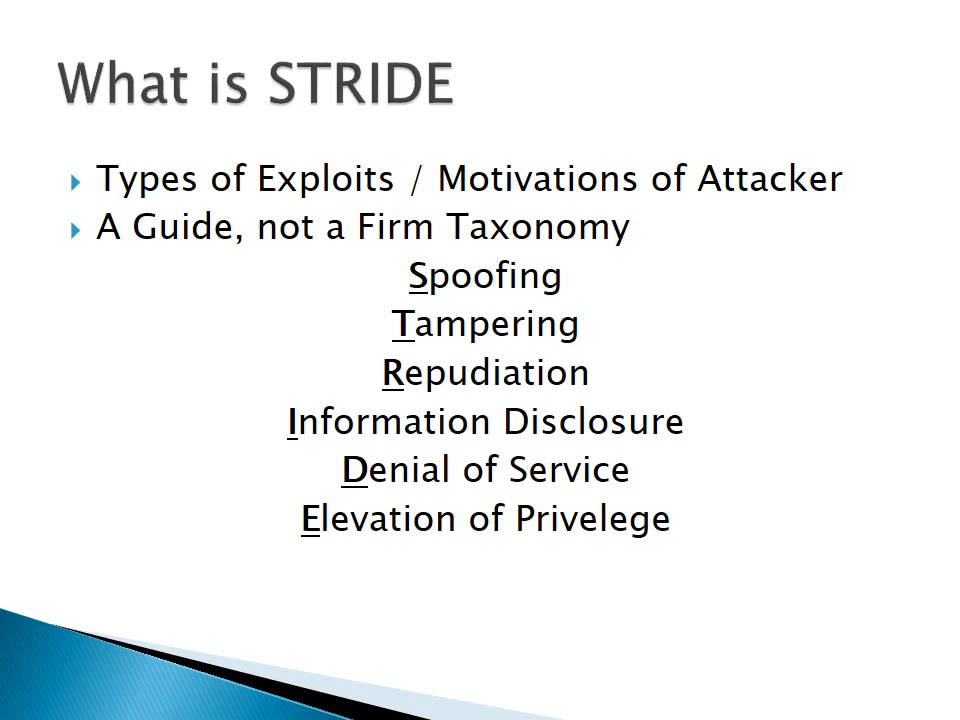 What is STRIDE
Types of Exploits / Motivations of Attacker
A Guide, not a Firm Taxonomy
Spoofing
Tampering
Repudiation
Information Disclosure
Denial of Service
Elevation of Privelege